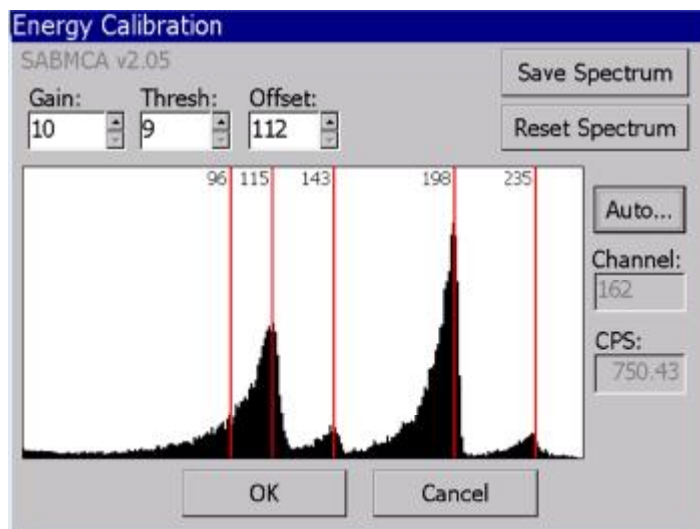 Energy Calibration
SABMCA v2.05
Save Spectrum
Gain: Thresh: Offset:
10 9 112
Reset Spectrum
96 115 143 198 235
Auto...
Channel:
162
CPS:
750.43
OK Cancel